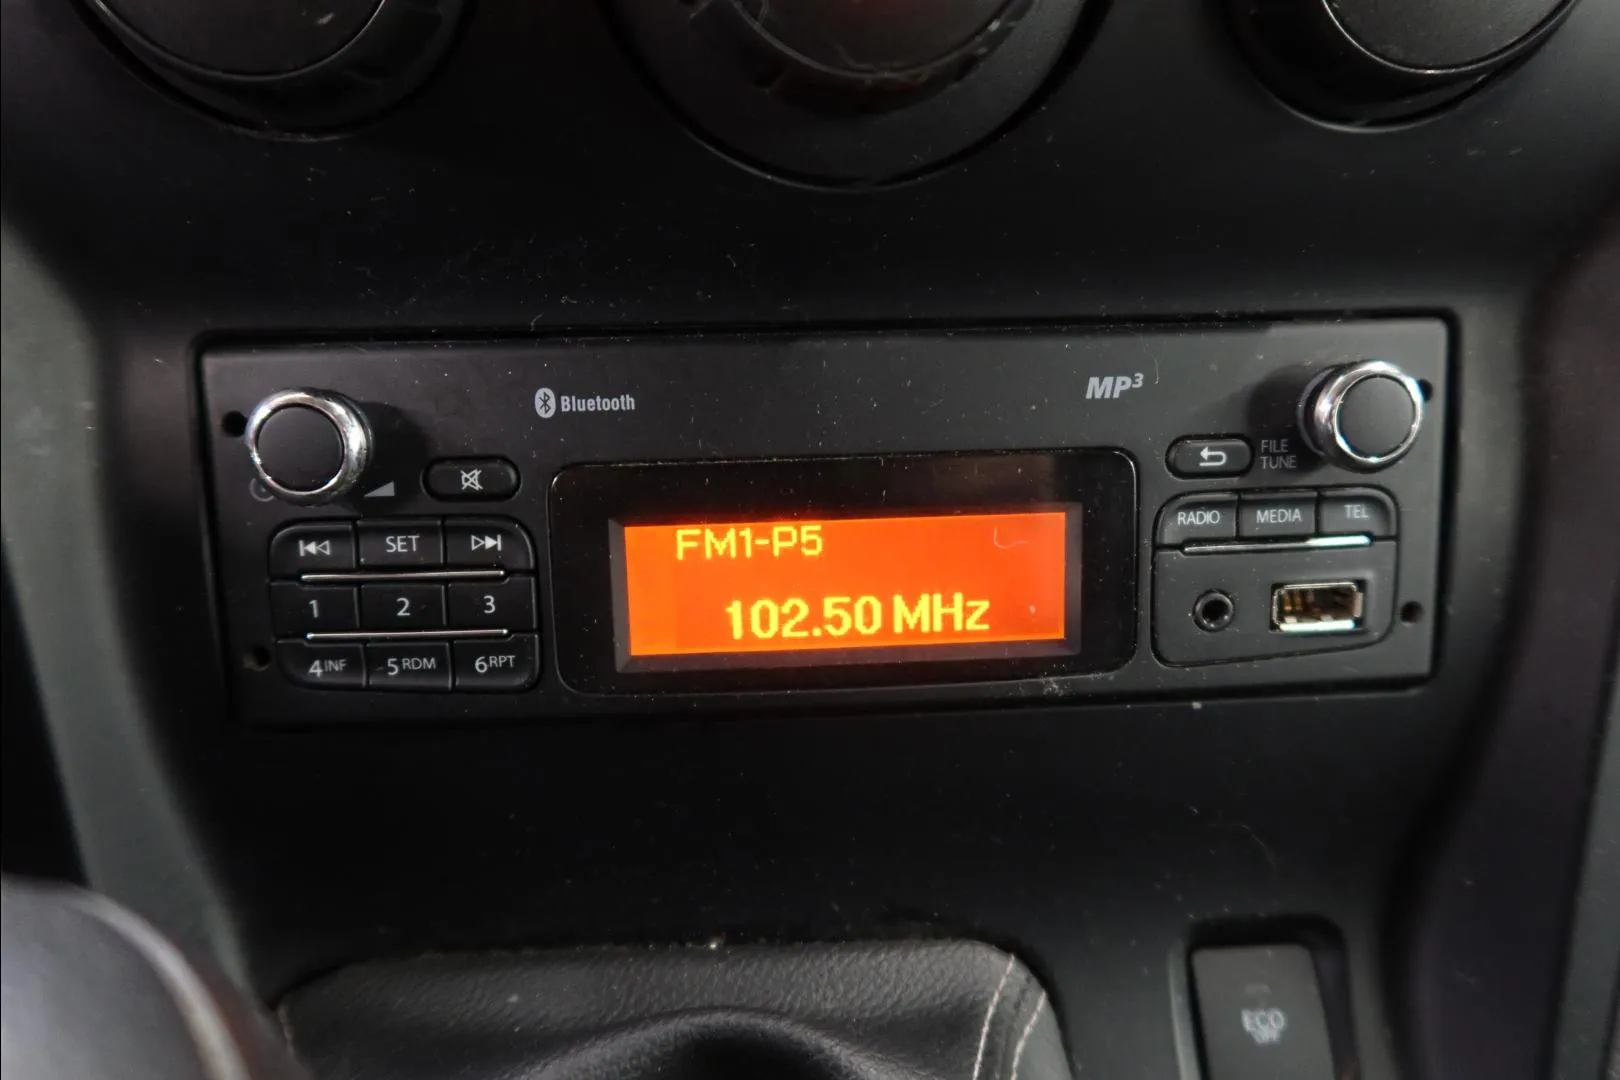 Bluetooth
MP3
FILE
TUNE
RADIO MEDIA TEL
SET
FM1-P5
102.50 MHz
1 2 3
4 INF 5 RDM 6 RPT
ECO